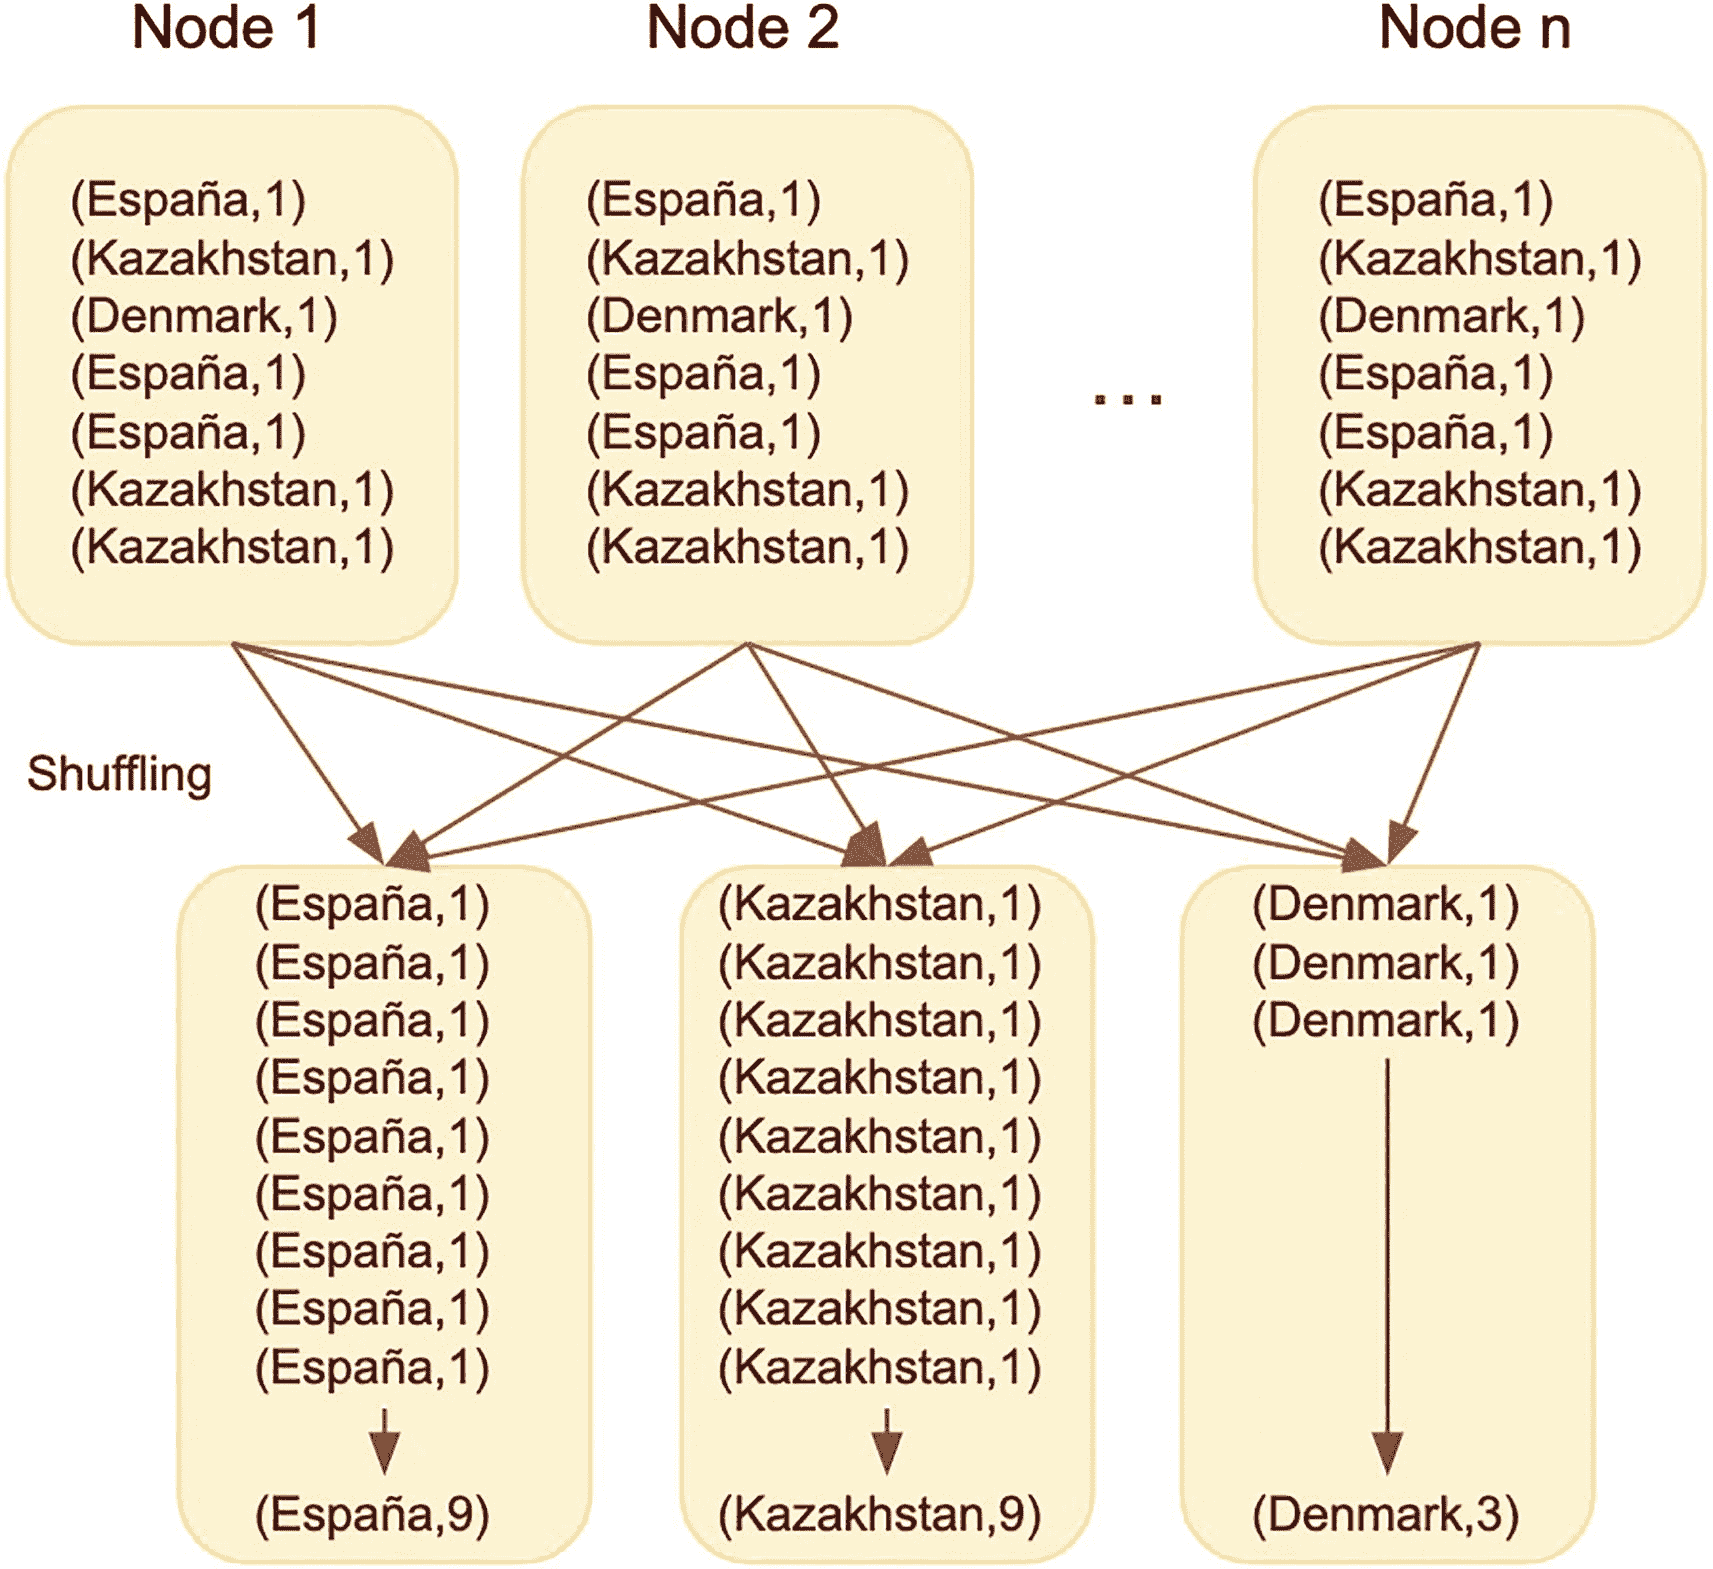 Node 1
Node 2
Node n
(España,1)
(Kazakhstan,1)
(Denmark,1)
(España,1)
(España,1)
(Kazakhstan,1)
(Kazakhstan,1)
(España,1)
(Kazakhstan,1)
(Denmark,1)
(España,1)
(España,1)
(Kazakhstan,1)
(Kazakhstan,1)
...
(España,1)
(Kazakhstan,1)
(Denmark,1)
(España,1)
(España,1)
(Kazakhstan,1)
(Kazakhstan,1)
Shuffling
(España,1)
(España,1)
(España,1)
(España,1)
(España,1)
(España,1)
(España,1)
(España,1)
(España,1)
(España,9)
(Kazakhstan,1)
(Kazakhstan,1)
(Kazakhstan,1)
(Kazakhstan,1)
(Kazakhstan,1)
(Kazakhstan,1)
(Kazakhstan,1)
(Kazakhstan,1)
(Kazakhstan,1)
(Kazakhstan,9)
(Denmark,1)
(Denmark,1)
(Denmark,1)
(Denmark,3)